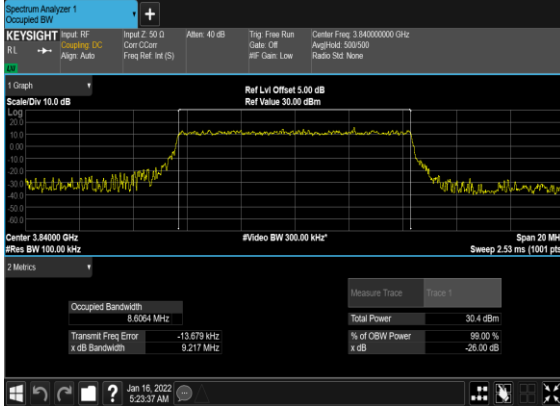 Spectrum Analyzer 1
Occupied BW
+
KEYSIGHT Input: RF Input Z: 50 Ω Atten: 40 dB Trig: Free Run Center Freq: 3.840000000 GHz
RL Coupling: DC Corr CCorr Gate: Off Avg|Hold: 500/500
Align: Auto Freq Ref: Int (S) #IF Gain: Low Radio Std: None
LXI
1 Graph
Ref Lvl Offset 5.00 dB
Scale/Div 10.0 dB Ref Value 30.00 dBm
Log
20.0
10.0
0.00
-10.0
-20.0
-30.0
-40.0
-50.0
-60.0
Center 3.84000 GHz #Video BW 300.00 kHz* Span 20 MH
#Res BW 100.00 kHz Sweep 2.53 ms (1001 pts
2 Metrics
Measure Trace Trace 1
Occupied Bandwidth
8.6064 MHz Total Power 30.4 dBm
Transmit Freq Error -13.679 kHz % of OBW Power 99.00 %
x dB Bandwidth 9.217 MHz x dB -26.00 dB
? Jan 16, 2022
5:23:37 AM